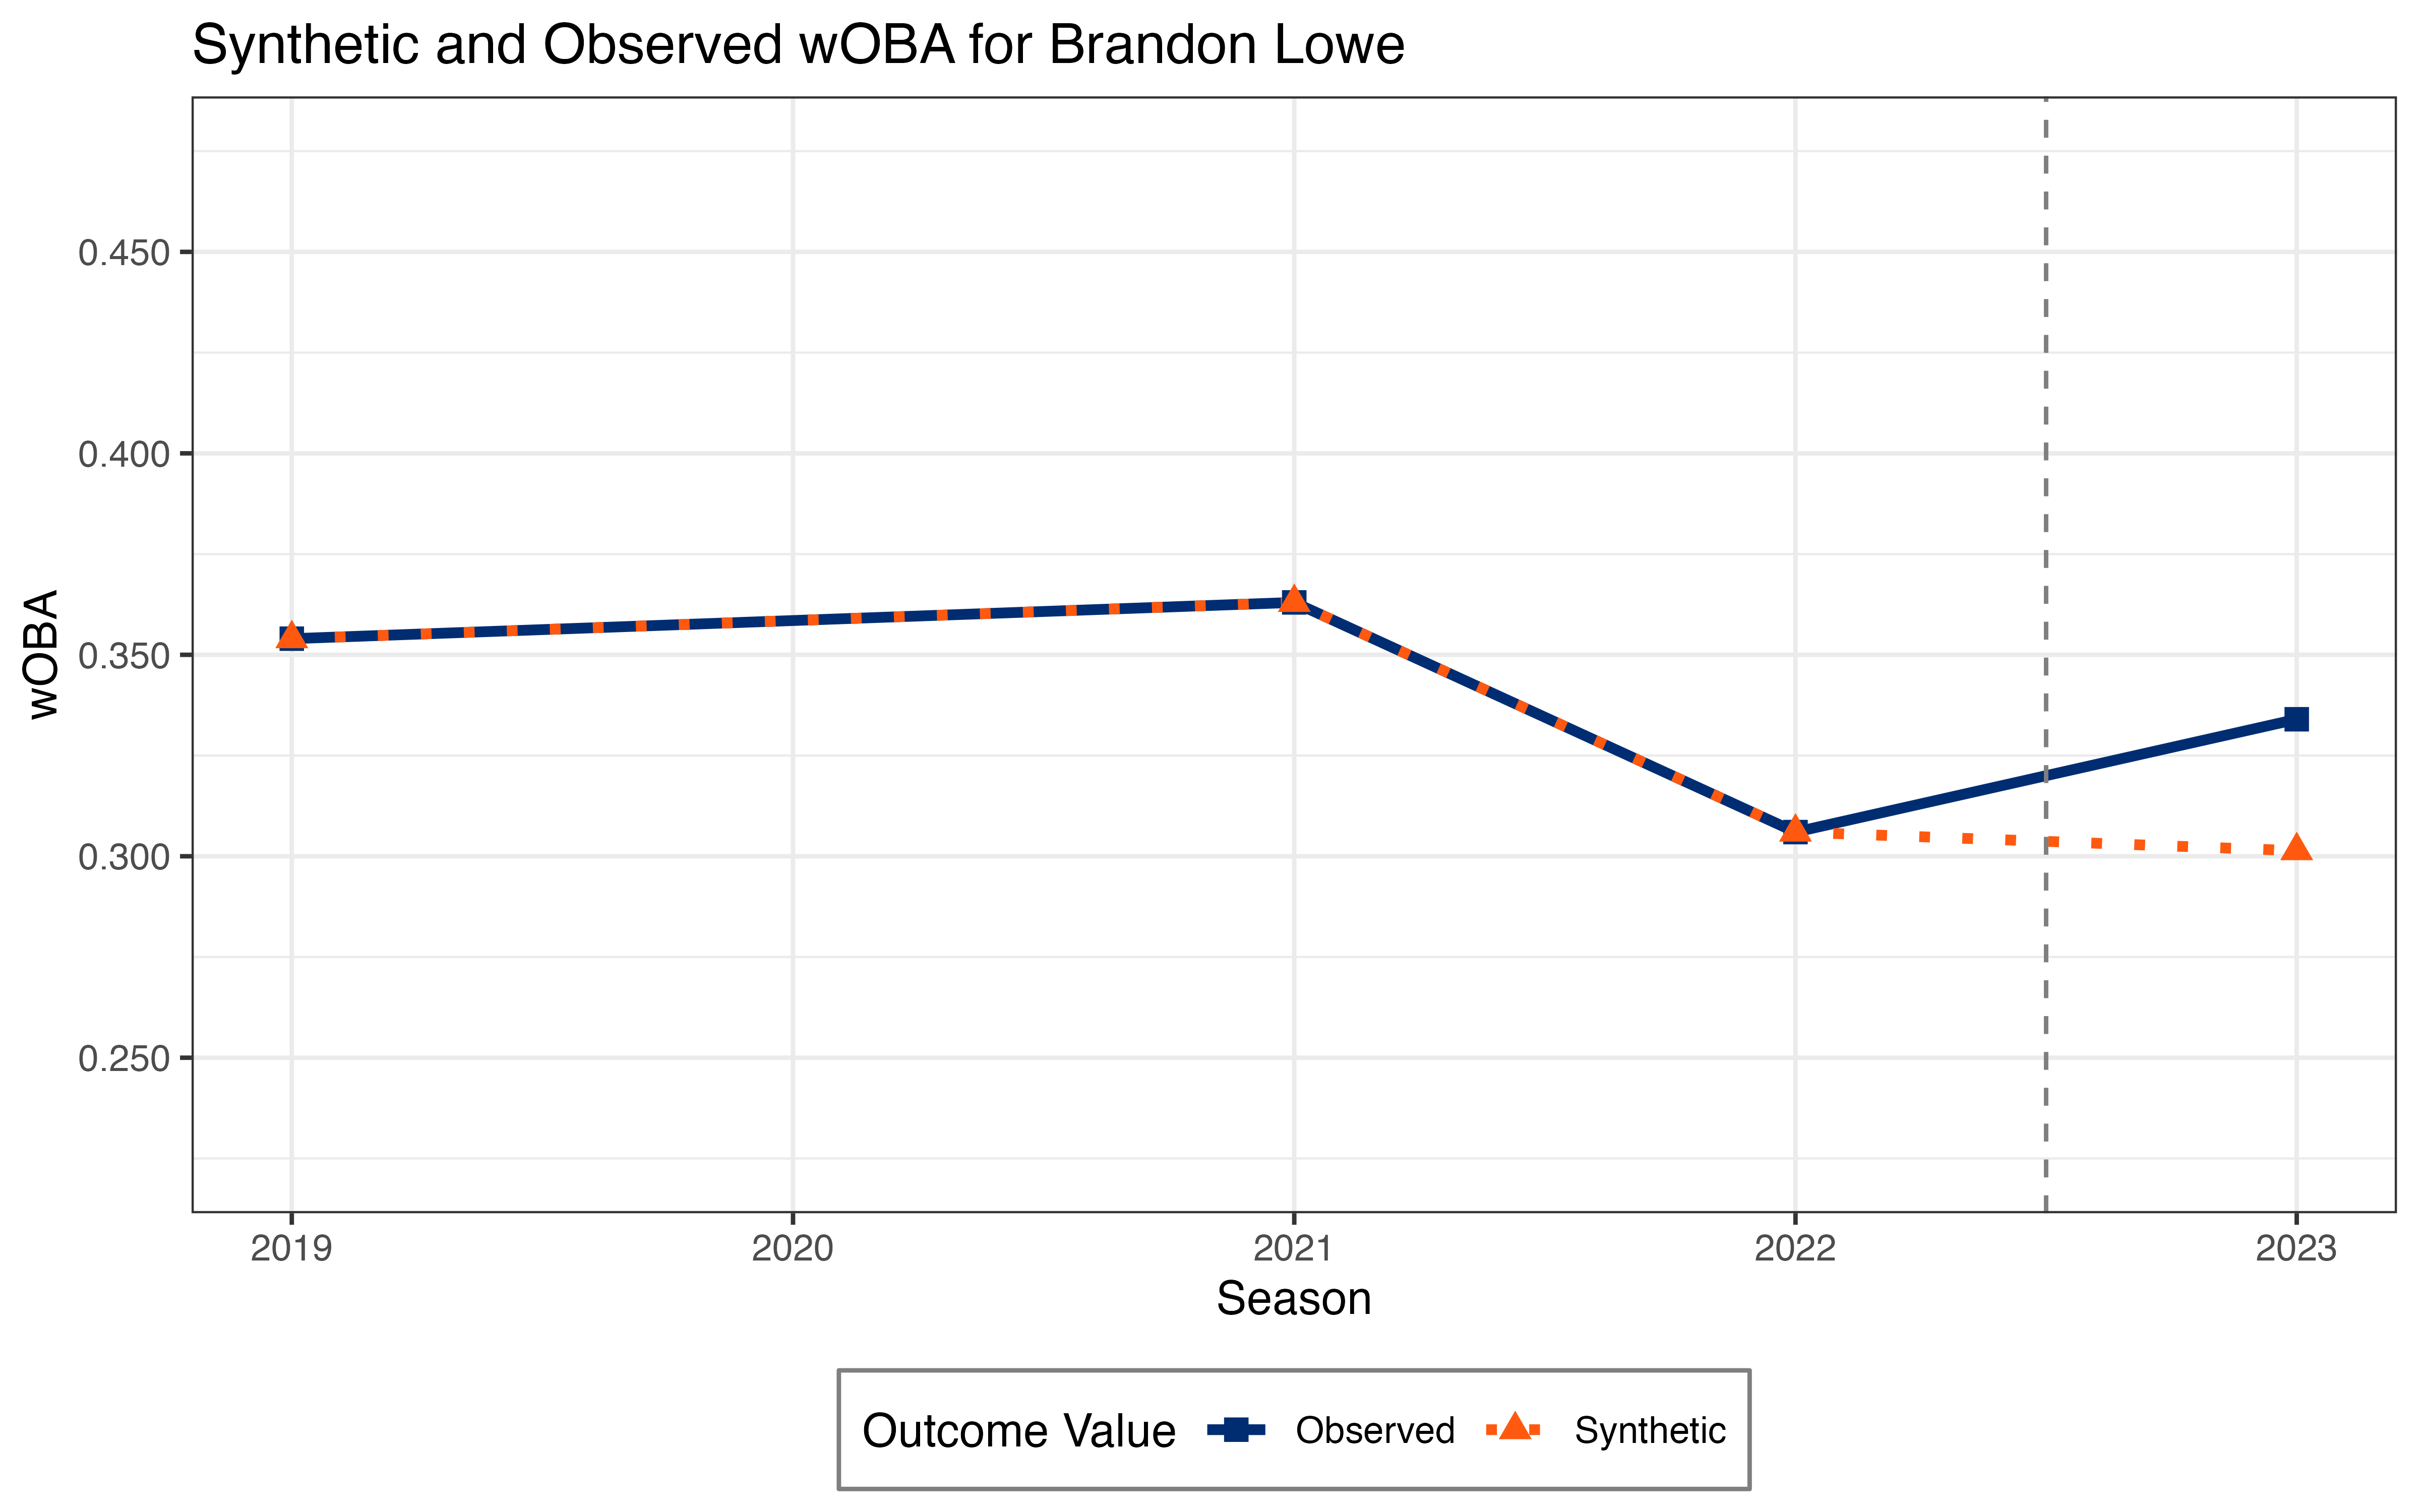 Synthetic and Observed wOBA for Brandon Lowe
wOBA
0.450
0.400
0.350
0.300
0.250
2019 2020 2021 2022 2023
Season
Outcome Value Observed Synthetic